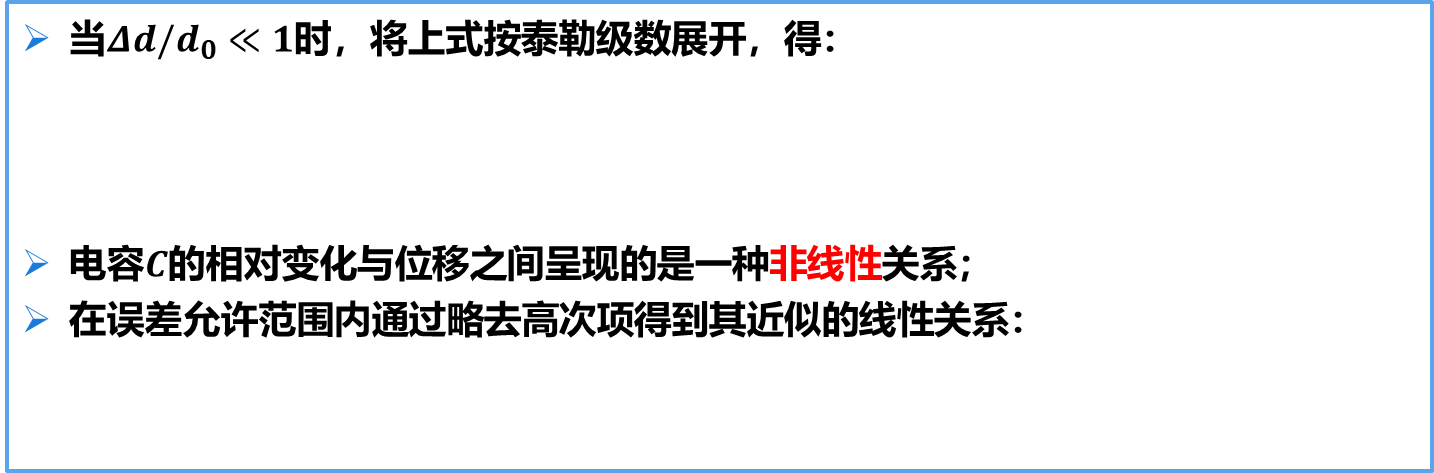 ➢ 当Δd/d₀ ≪ 1时，将上式按泰勒级数展开，得：
➢ 电容C的相对变化与位移之间呈现的是一种非线性关系；
➢ 在误差允许范围内通过略去高次项得到其近似的线性关系：